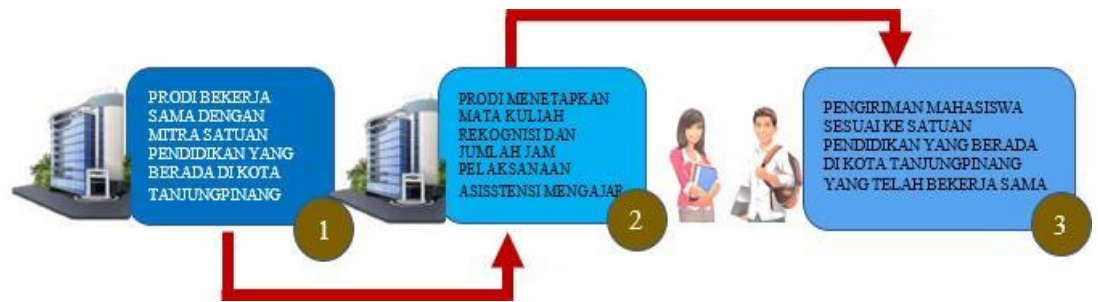 PRODI BEKERJA
SAMA DENGAN
MITRA SATUAN
PENDIDIKAN YANG
BERADA DI KOTA
TANJUNGPINANG
1
PRODI MENETAPKAN
MATA KULIAH
REKOGNISI DAN
JUMLAH JAM
PELAKSANAAN
ASISSTENSI MENGAJAR
2
PENGIRIMAN MAHASISWA
SESUAI KE SATUAN
PENDIDIKAN YANG BERADA
DI KOTA TANJUNGPINANG
YANG TELAH BEKERJA SAMA
3